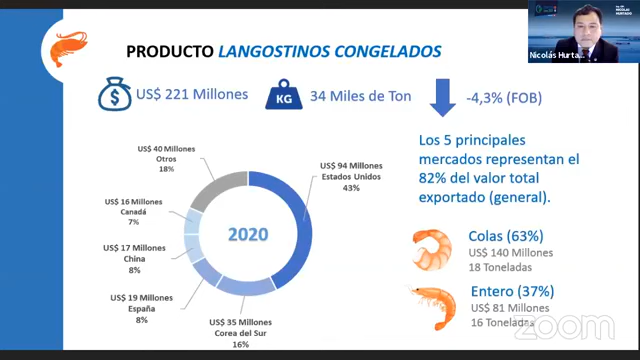 PRODUCTO LANGOSTINOS CONGELADOS
US$ 221 Millones
KG
34 Miles de Ton
-4,3% (FOB)
US$ 40 Millones
Otros
18%
US$ 94 Millones
Estados Unidos
43%
US$ 16 Millones
Canadá
7%
2020
US$ 17 Millones
China
8%
US$ 19 Millones
España
8%
US$ 35 Millones
Corea del Sur
16%
Los 5 principales
mercados representan el
82% del valor total
exportado (general).
Colas (63%)
US$ 140 Millones
18 Toneladas
Entero (37%)
US$ 81 Millones
16 Toneladas
zoom
NICOLAS
HURTADO
Nicolás Hurta...